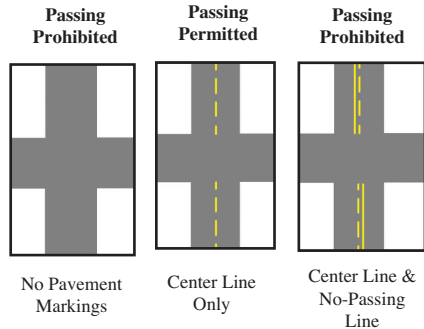 Passing
Prohibited
Passing
Permitted
Passing
Prohibited
No Pavement
Markings
Center Line
Only
Center Line &
No-Passing
Line